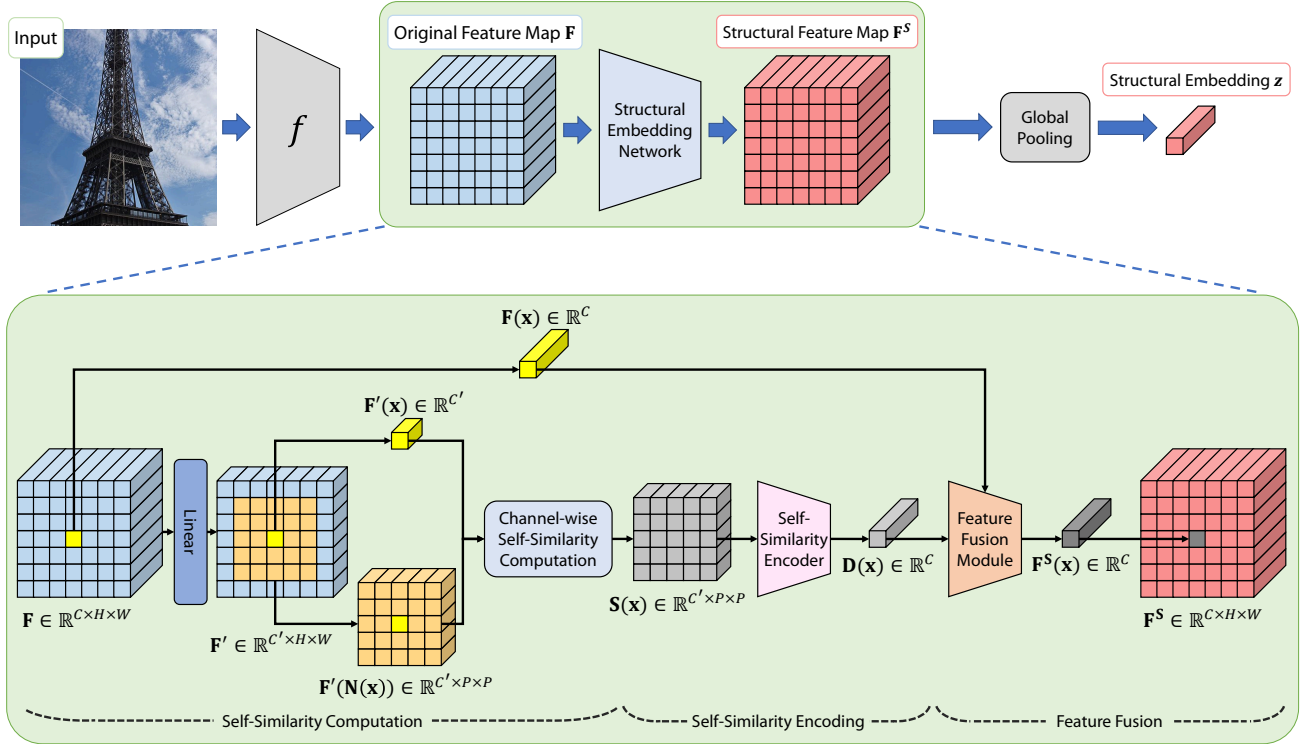 Input
f
Original Feature Map F
Structural
Embedding
Network
Structural Feature Map F^S
Global
Pooling
Structural Embedding z
F(x) ∈ ℝ^C
F′(x) ∈ ℝ^C′
Linear
Channel-wise
Self-Similarity
Computation
Self-
Similarity
Encoder
Feature
Fusion
Module
F ∈ ℝ^C×H×W
F′ ∈ ℝ^C′×H×W
F′(N(x)) ∈ ℝ^C′×P×P
S(x) ∈ ℝ^C′×P×P
D(x) ∈ ℝ^C
F^S(x) ∈ ℝ^C
F^S ∈ ℝ^C×H×W
Self-Similarity Computation
Self-Similarity Encoding
Feature Fusion